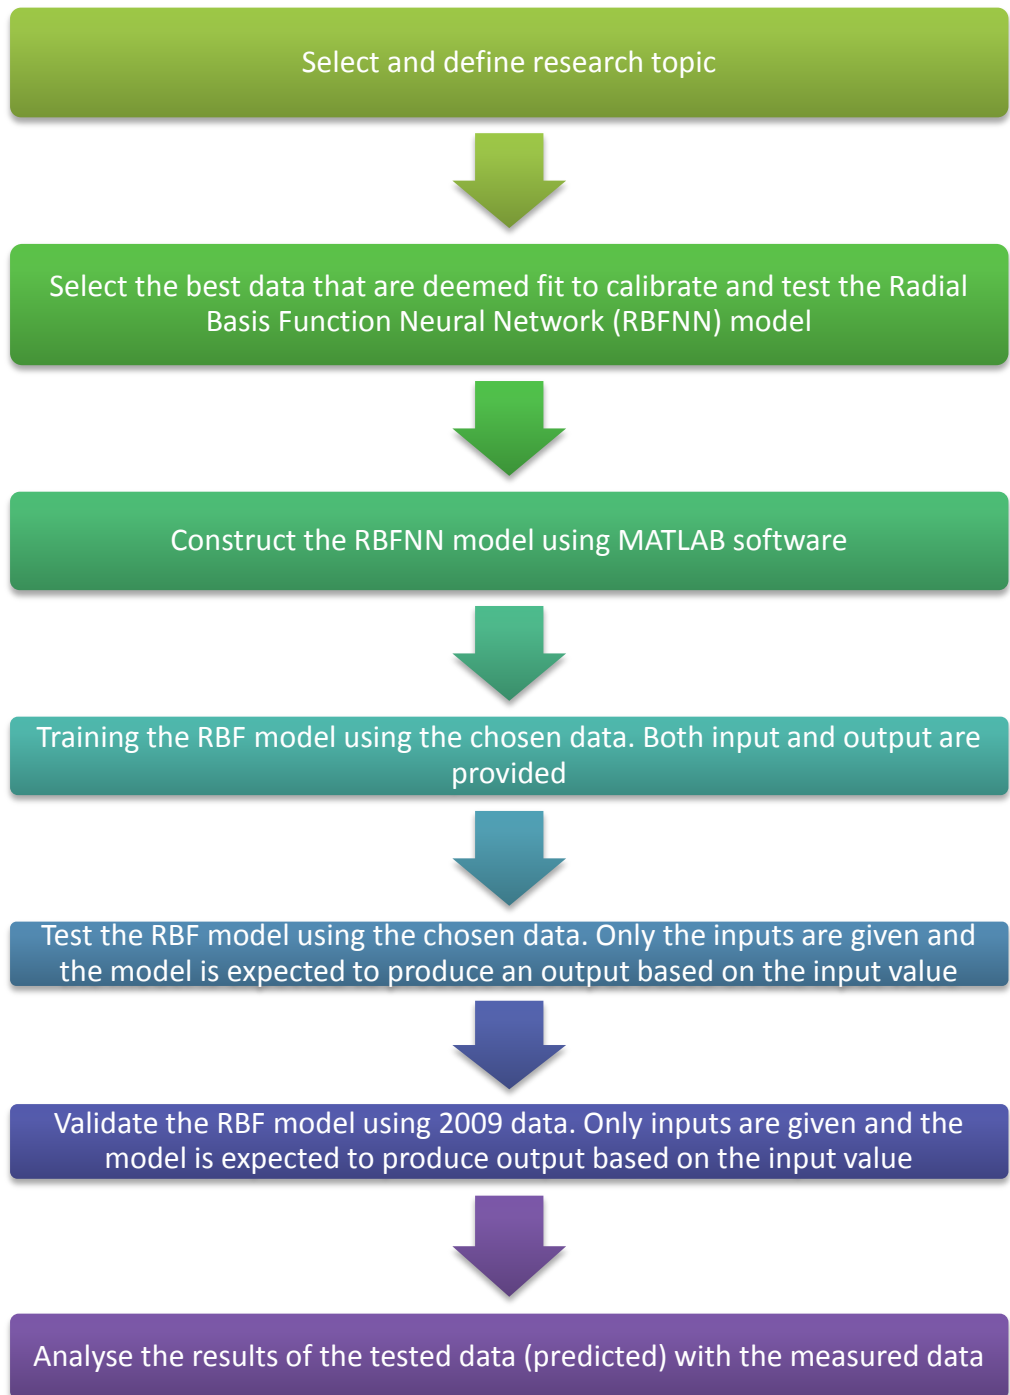 Select and define research topic
Select the best data that are deemed fit to calibrate and test the Radial
Basis Function Neural Network (RBFNN) model
Construct the RBFNN model using MATLAB software
Training the RBF model using the chosen data. Both input and output are
provided
Test the RBF model using the chosen data. Only the inputs are given and
the model is expected to produce an output based on the input value
Validate the RBF model using 2009 data. Only inputs are given and the
model is expected to produce output based on the input value
Analyse the results of the tested data (predicted) with the measured data